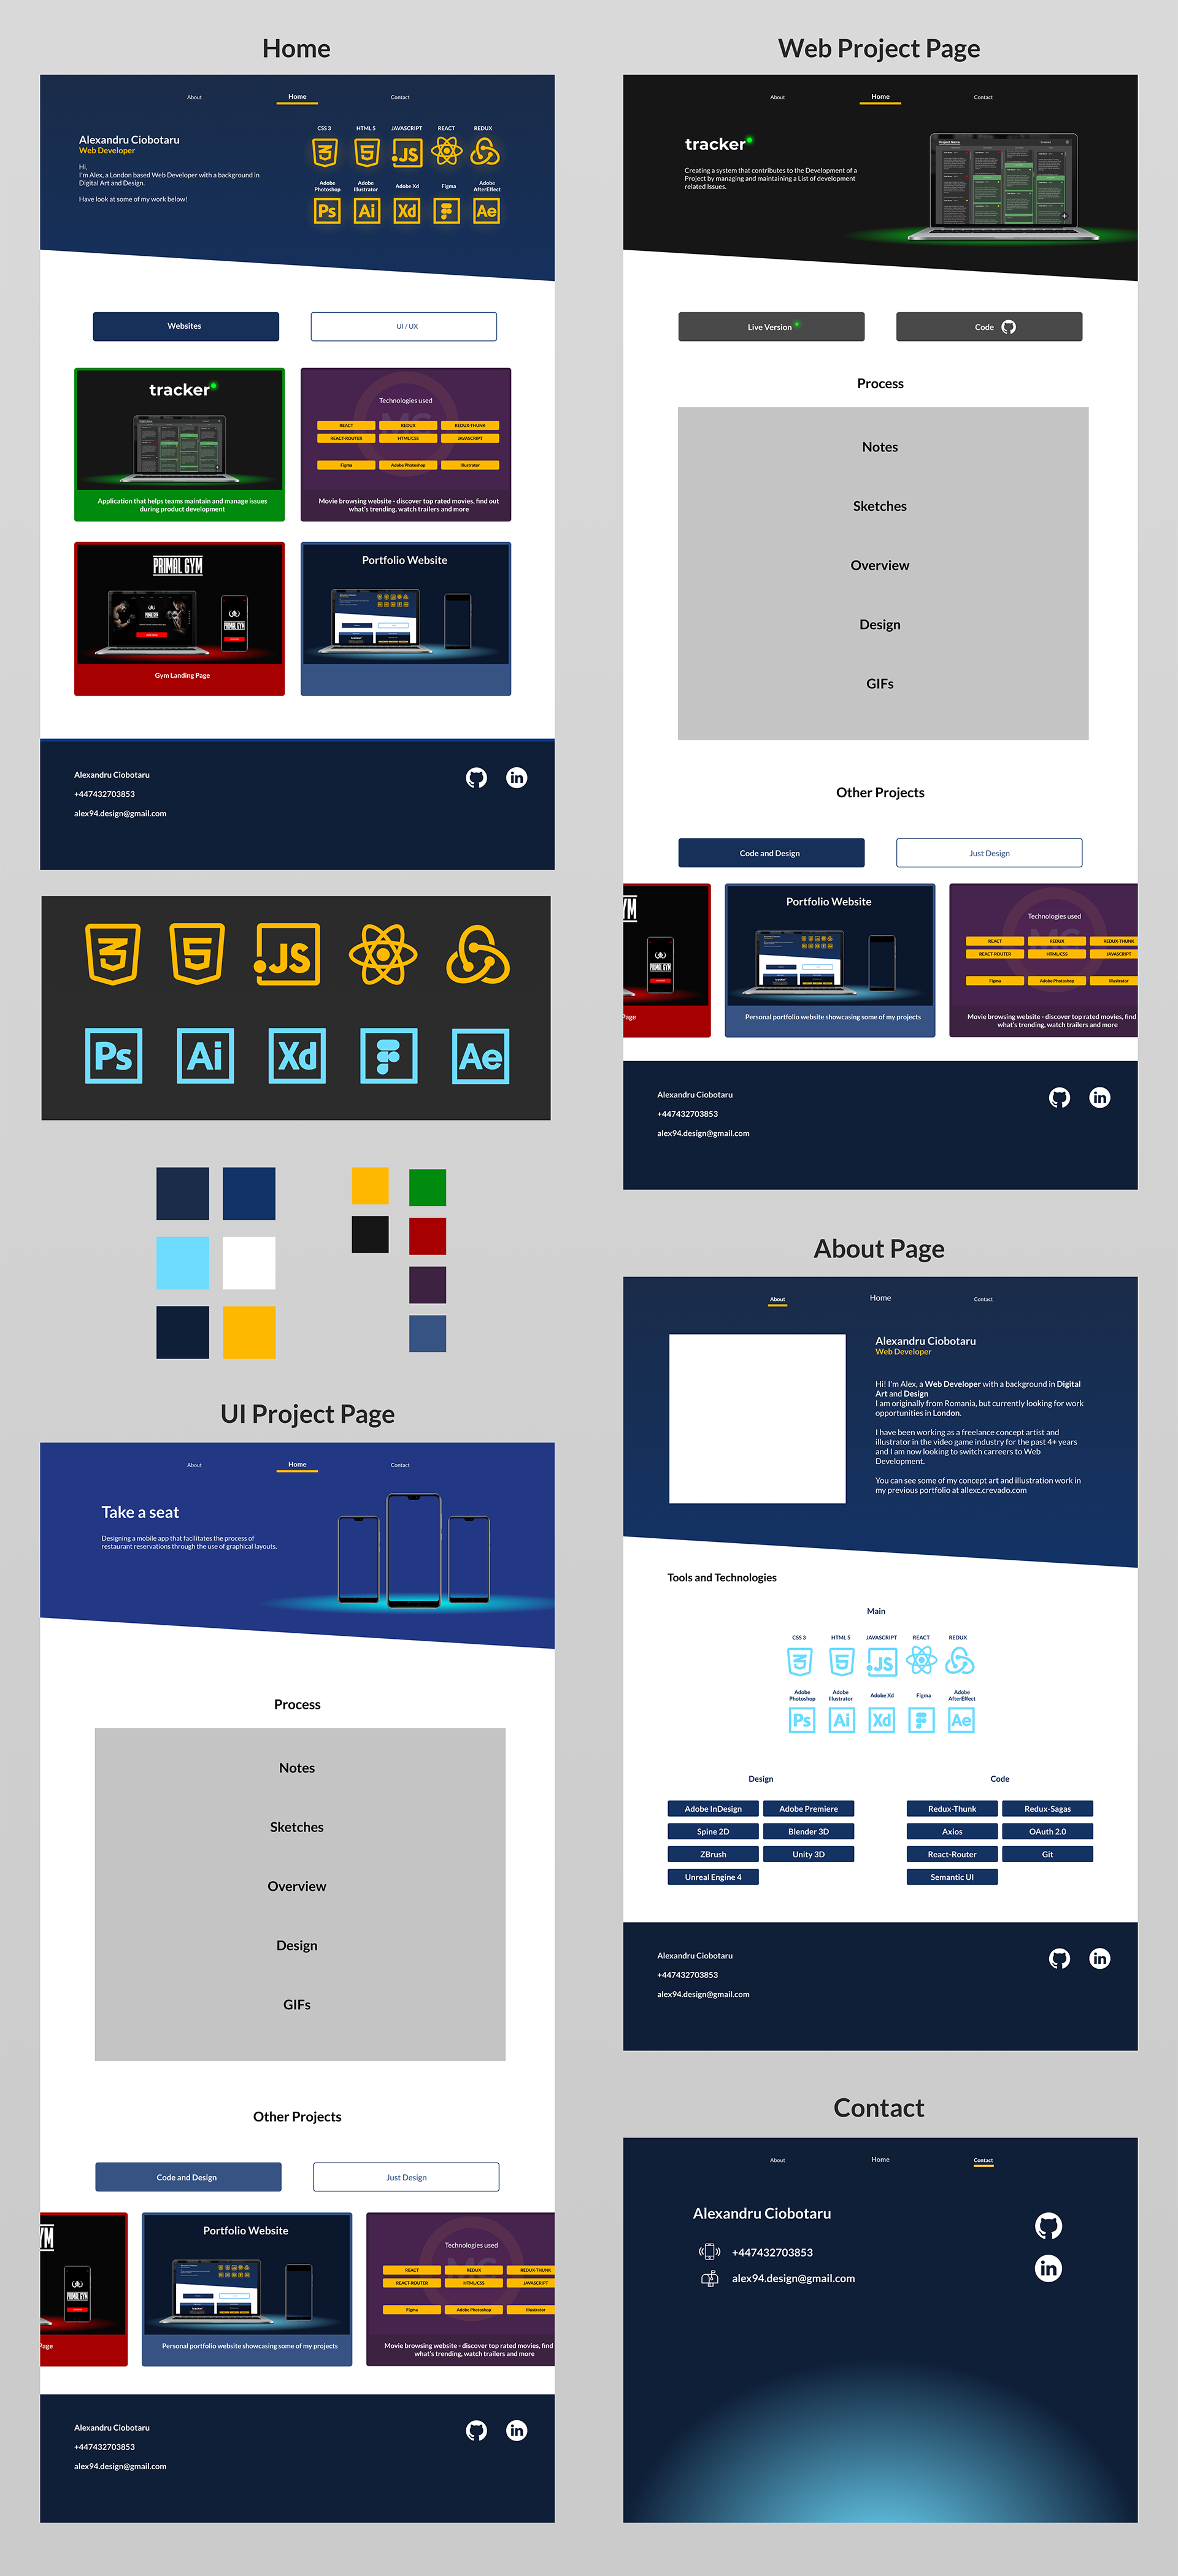 Home
About
Home
Contact
Alexandru Ciobotaru
Web Developer
Hi,
I'm Alex, a London based Web Developer with a background in
Digital Art and Design.
Have look at some of my work below!
CSS 3
HTML 5
JAVASCRIPT
REACT
REDUX
JS
Adobe
Photoshop
Adobe
Illustrator
Adobe Xd
Figma
Adobe
AfterEffect
Ps
Ai
Xd
Ae
Websites
UI / UX
tracker
Application that helps teams maintain and manage issues
during product development
Technologies used
REACT
REDUX
REDUX-THUNK
REACT-ROUTER
HTML/CSS
JAVASCRIPT
Figma
Adobe Photoshop
Illustrator
Movie browsing website - discover top rated movies, find out
what's trending, watch trailers and more
PRIMAL GYM
PRIMAL GYM
Gym Landing Page
Portfolio Website
Alexandru Ciobotaru
+447432703853
alex94.design@gmail.com
in
JS
Ps
Ai
Xd
Ae
UI Project Page
About
Home
Contact
Take a seat
Designing a mobile app that facilitates the process of
restaurant reservations through the use of graphical layouts.
Process
Notes
Sketches
Overview
Design
GIFs
Other Projects
Code and Design
Just Design
YM
Page
Portfolio Website
Personal portfolio website showcasing some of my projects
Technologies used
REACT
REDUX
REDUX-THUNK
REACT-ROUTER
HTML/CSS
JAVASCRIPT
Figma
Adobe Photoshop
Illustrator
Movie browsing website - discover top rated movies, find
what's trending, watch trailers and more
Alexandru Ciobotaru
+447432703853
alex94.design@gmail.com
in
Web Project Page
About
Home
Contact
tracker
Creating a system that contributes to the Development of a
Project by managing and maintaining a List of development
related Issues.
Project Name
Live Version
Code
Process
Notes
Sketches
Overview
Design
GIFs
Other Projects
Code and Design
Just Design
YM
PRIMAL GYM
Page
Portfolio Website
Personal portfolio website showcasing some of my projects
Technologies used
REACT
REDUX
REDUX-THUNK
REACT-ROUTER
HTML/CSS
JAVASCRIPT
Figma
Adobe Photoshop
Illustrator
Movie browsing website - discover top rated movies, find
what's trending, watch trailers and more
Alexandru Ciobotaru
+447432703853
alex94.design@gmail.com
in
About Page
About
Home
Contact
Alexandru Ciobotaru
Web Developer
Hi! I'm Alex, a Web Developer with a background in Digital
Art and Design
I am originally from Romania, but currently looking for work
opportunities in London.
I have been working as a freelance concept artist and
illustrator in the video game industry for the past 4+ years
and I am now looking to switch carreers to Web
Development.
You can see some of my concept art and illustration work in
my previous portfolio at allexc.crevado.com
Tools and Technologies
Main
CSS 3
HTML 5
JAVASCRIPT
REACT
REDUX
JS
Adobe
Photoshop
Adobe
Illustrator
Adobe Xd
Figma
Adobe
AfterEffect
Ps
Ai
Xd
Ae
Design
Adobe InDesign
Adobe Premiere
Spine 2D
Blender 3D
ZBrush
Unity 3D
Unreal Engine 4
Code
Redux-Thunk
Redux-Sagas
Axios
OAuth 2.0
React-Router
Git
Semantic UI
Alexandru Ciobotaru
+447432703853
alex94.design@gmail.com
in
Contact
About
Home
Contact
Alexandru Ciobotaru
+447432703853
alex94.design@gmail.com
in